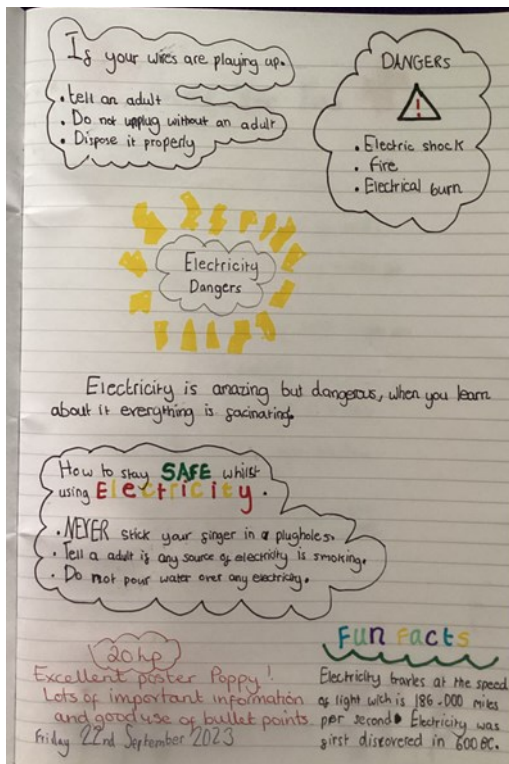 If your wires are playing up.
• tell an adult
• Do not unplug without an adult
• Dispose it properly
DANGERS
!
• Electric shock
• fire
• Electrical burn
Electricity
Dangers
Electricity is amazing but dangerous, when you learn
about it everything is facinating.
How to stay SAFE whilst
using Electricity.
• NEVER stick your finger in a plugholes.
• Tell a adult if any source of electricity is smoking.
• Do not pour water over any electricity.
20hp
Excellent poster Poppy!
Lots of important information
and good use of bullet points
Friday 22nd September 2023
Fun Facts
Electricity travles at the speed
of light wich is 186.000 miles
per second. Electricity was
first discovered in 600BC.